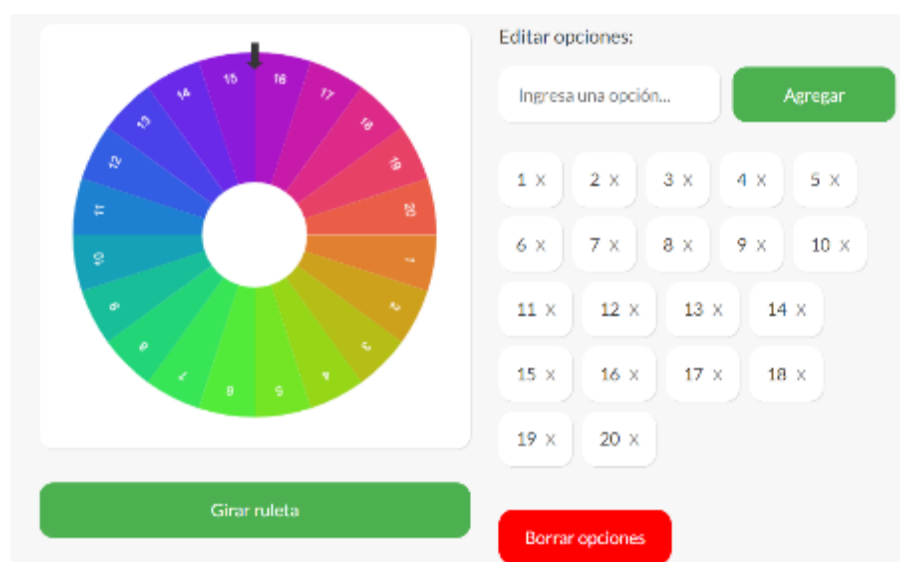 Editar opciones:
Ingresa una opción...
Agregar
1 x 2 x 3 x 4 x 5 x
6 x 7 x 8 x 9 x 10 x
11 x 12 x 13 x 14 x
15 x 16 x 17 x 18 x
19 x 20 x
15
16
17
18
19
20
1
2
3
4
5
6
7
8
9
10
11
12
13
14
Girar ruleta
Borrar opciones